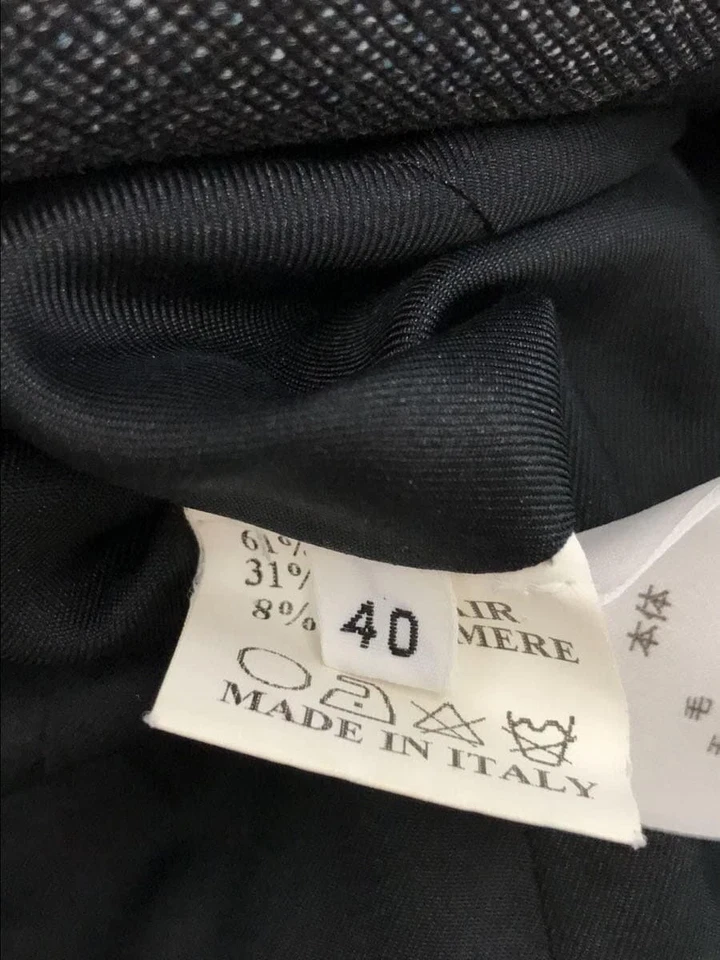 61%
31%
8%
40
AIR
MERE
MADE IN ITALY
本体
毛